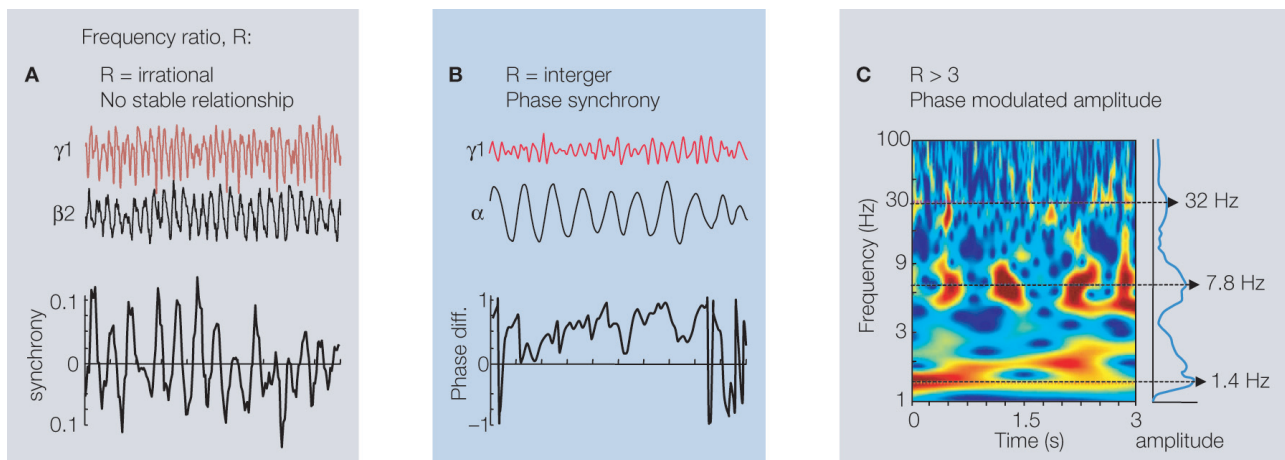 Frequency ratio, R:
A
R = irrational
No stable relationship
γ1
β2
0.1
0
0.1
synchrony
B
R = interger
Phase synchrony
γ1
α
1
0
−1
Phase diff.
C
R > 3
Phase modulated amplitude
100
30
9
3
1
Frequency (Hz)
0
1.5
3
Time (s)
32 Hz
7.8 Hz
1.4 Hz
amplitude